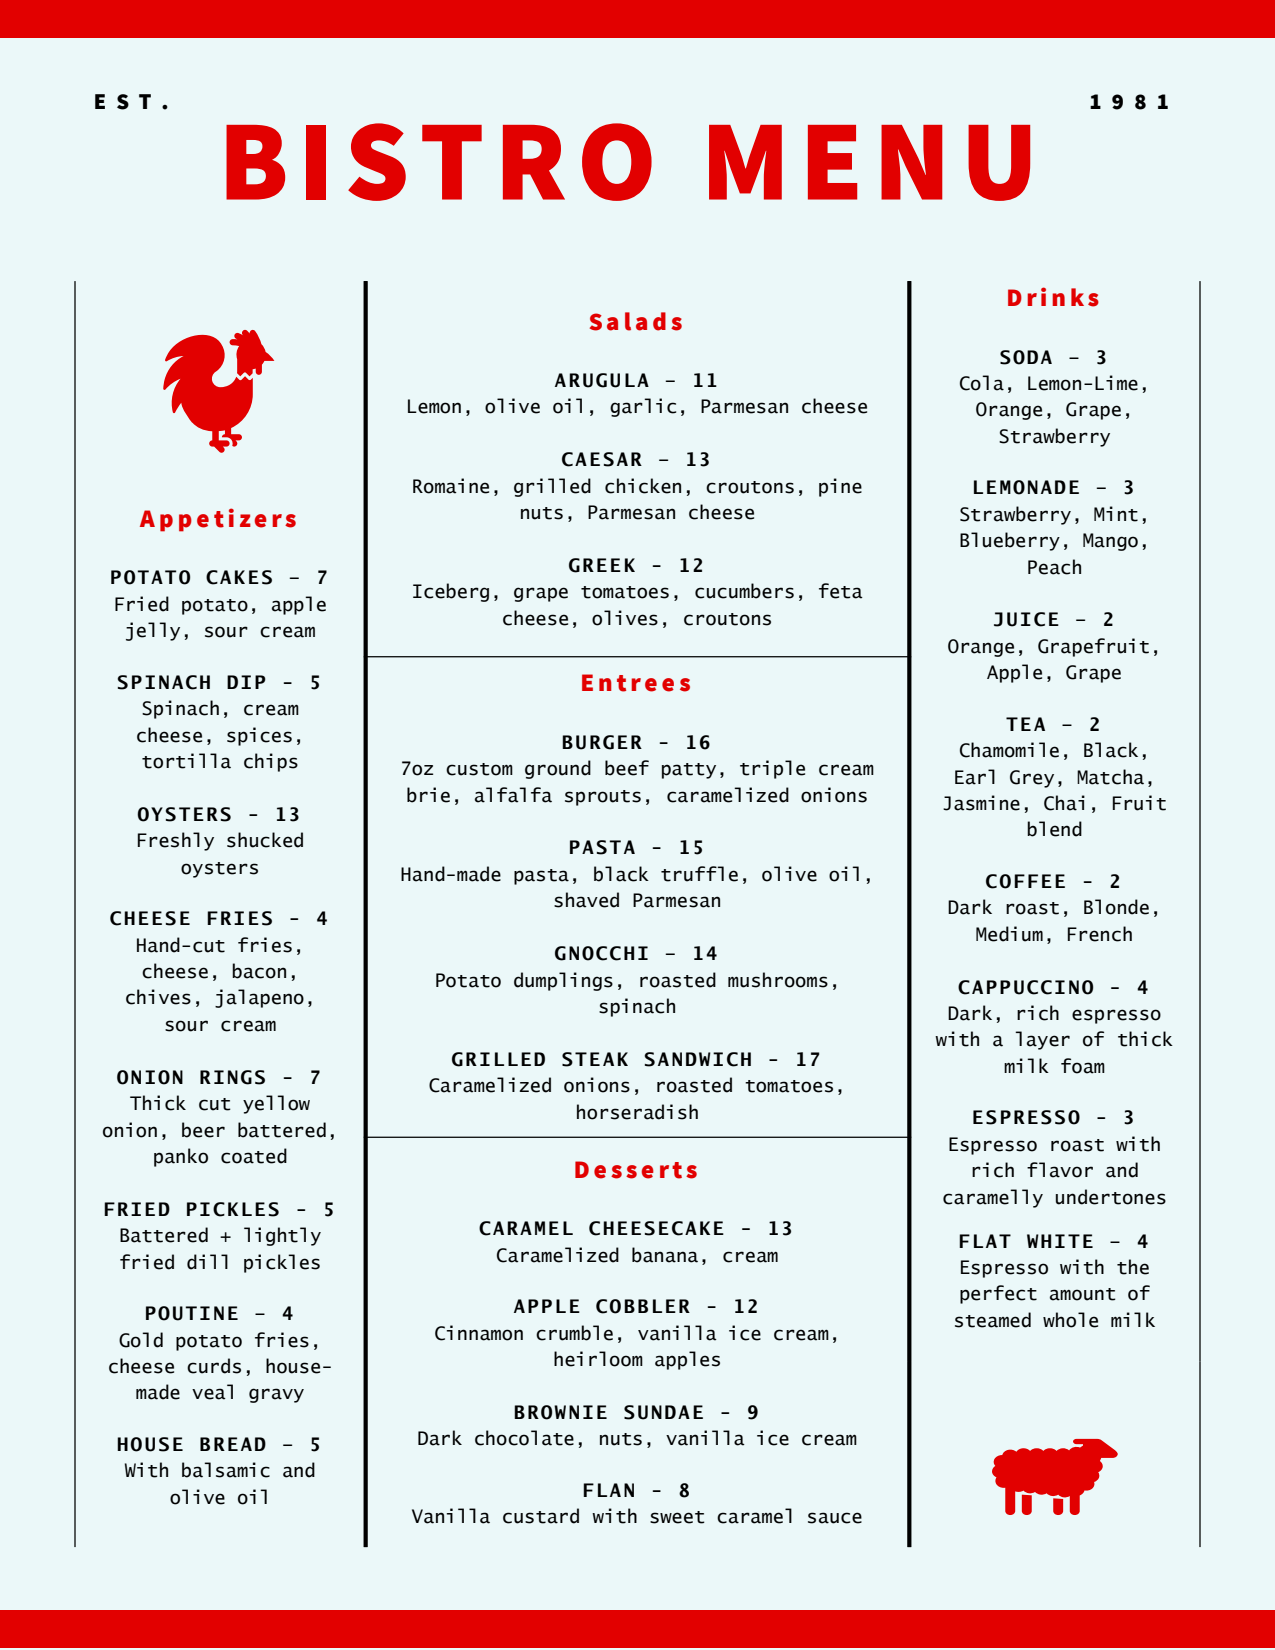 EST.
1981
BISTRO MENU
Appetizers
POTATO CAKES – 7
Fried potato, apple
jelly, sour cream
SPINACH DIP – 5
Spinach, cream
cheese, spices,
tortilla chips
OYSTERS – 13
Freshly shucked
oysters
CHEESE FRIES – 4
Hand-cut fries,
cheese, bacon,
chives, jalapeno,
sour cream
ONION RINGS – 7
Thick cut yellow
onion, beer battered,
panko coated
FRIED PICKLES – 5
Battered + lightly
fried dill pickles
POUTINE – 4
Gold potato fries,
cheese curds, house-
made veal gravy
HOUSE BREAD – 5
With balsamic and
olive oil
Salads
ARUGULA – 11
Lemon, olive oil, garlic, Parmesan cheese
CAESAR – 13
Romaine, grilled chicken, croutons, pine
nuts, Parmesan cheese
GREEK – 12
Iceberg, grape tomatoes, cucumbers, feta
cheese, olives, croutons
Entrees
BURGER – 16
7oz custom ground beef patty, triple cream
brie, alfalfa sprouts, caramelized onions
PASTA – 15
Hand-made pasta, black truffle, olive oil,
shaved Parmesan
GNOCCHI – 14
Potato dumplings, roasted mushrooms,
spinach
GRILLED STEAK SANDWICH – 17
Caramelized onions, roasted tomatoes,
horseradish
Desserts
CARAMEL CHEESECAKE – 13
Caramelized banana, cream
APPLE COBBLER – 12
Cinnamon crumble, vanilla ice cream,
heirloom apples
BROWNIE SUNDAE – 9
Dark chocolate, nuts, vanilla ice cream
FLAN – 8
Vanilla custard with sweet caramel sauce
Drinks
SODA – 3
Cola, Lemon-Lime,
Orange, Grape,
Strawberry
LEMONADE – 3
Strawberry, Mint,
Blueberry, Mango,
Peach
JUICE – 2
Orange, Grapefruit,
Apple, Grape
TEA – 2
Chamomile, Black,
Earl Grey, Matcha,
Jasmine, Chai, Fruit
blend
COFFEE – 2
Dark roast, Blonde,
Medium, French
CAPPUCCINO – 4
Dark, rich espresso
with a layer of thick
milk foam
ESPRESSO – 3
Espresso roast with
rich flavor and
caramelly undertones
FLAT WHITE – 4
Espresso with the
perfect amount of
steamed whole milk